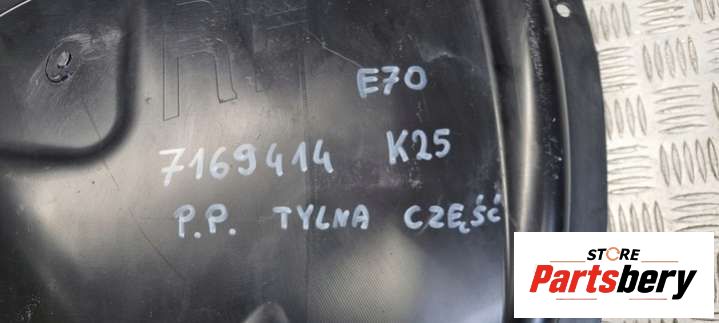 E70
7169414 K25
P.P. TYLNA CZĘŚĆ
STORE
Partsbery